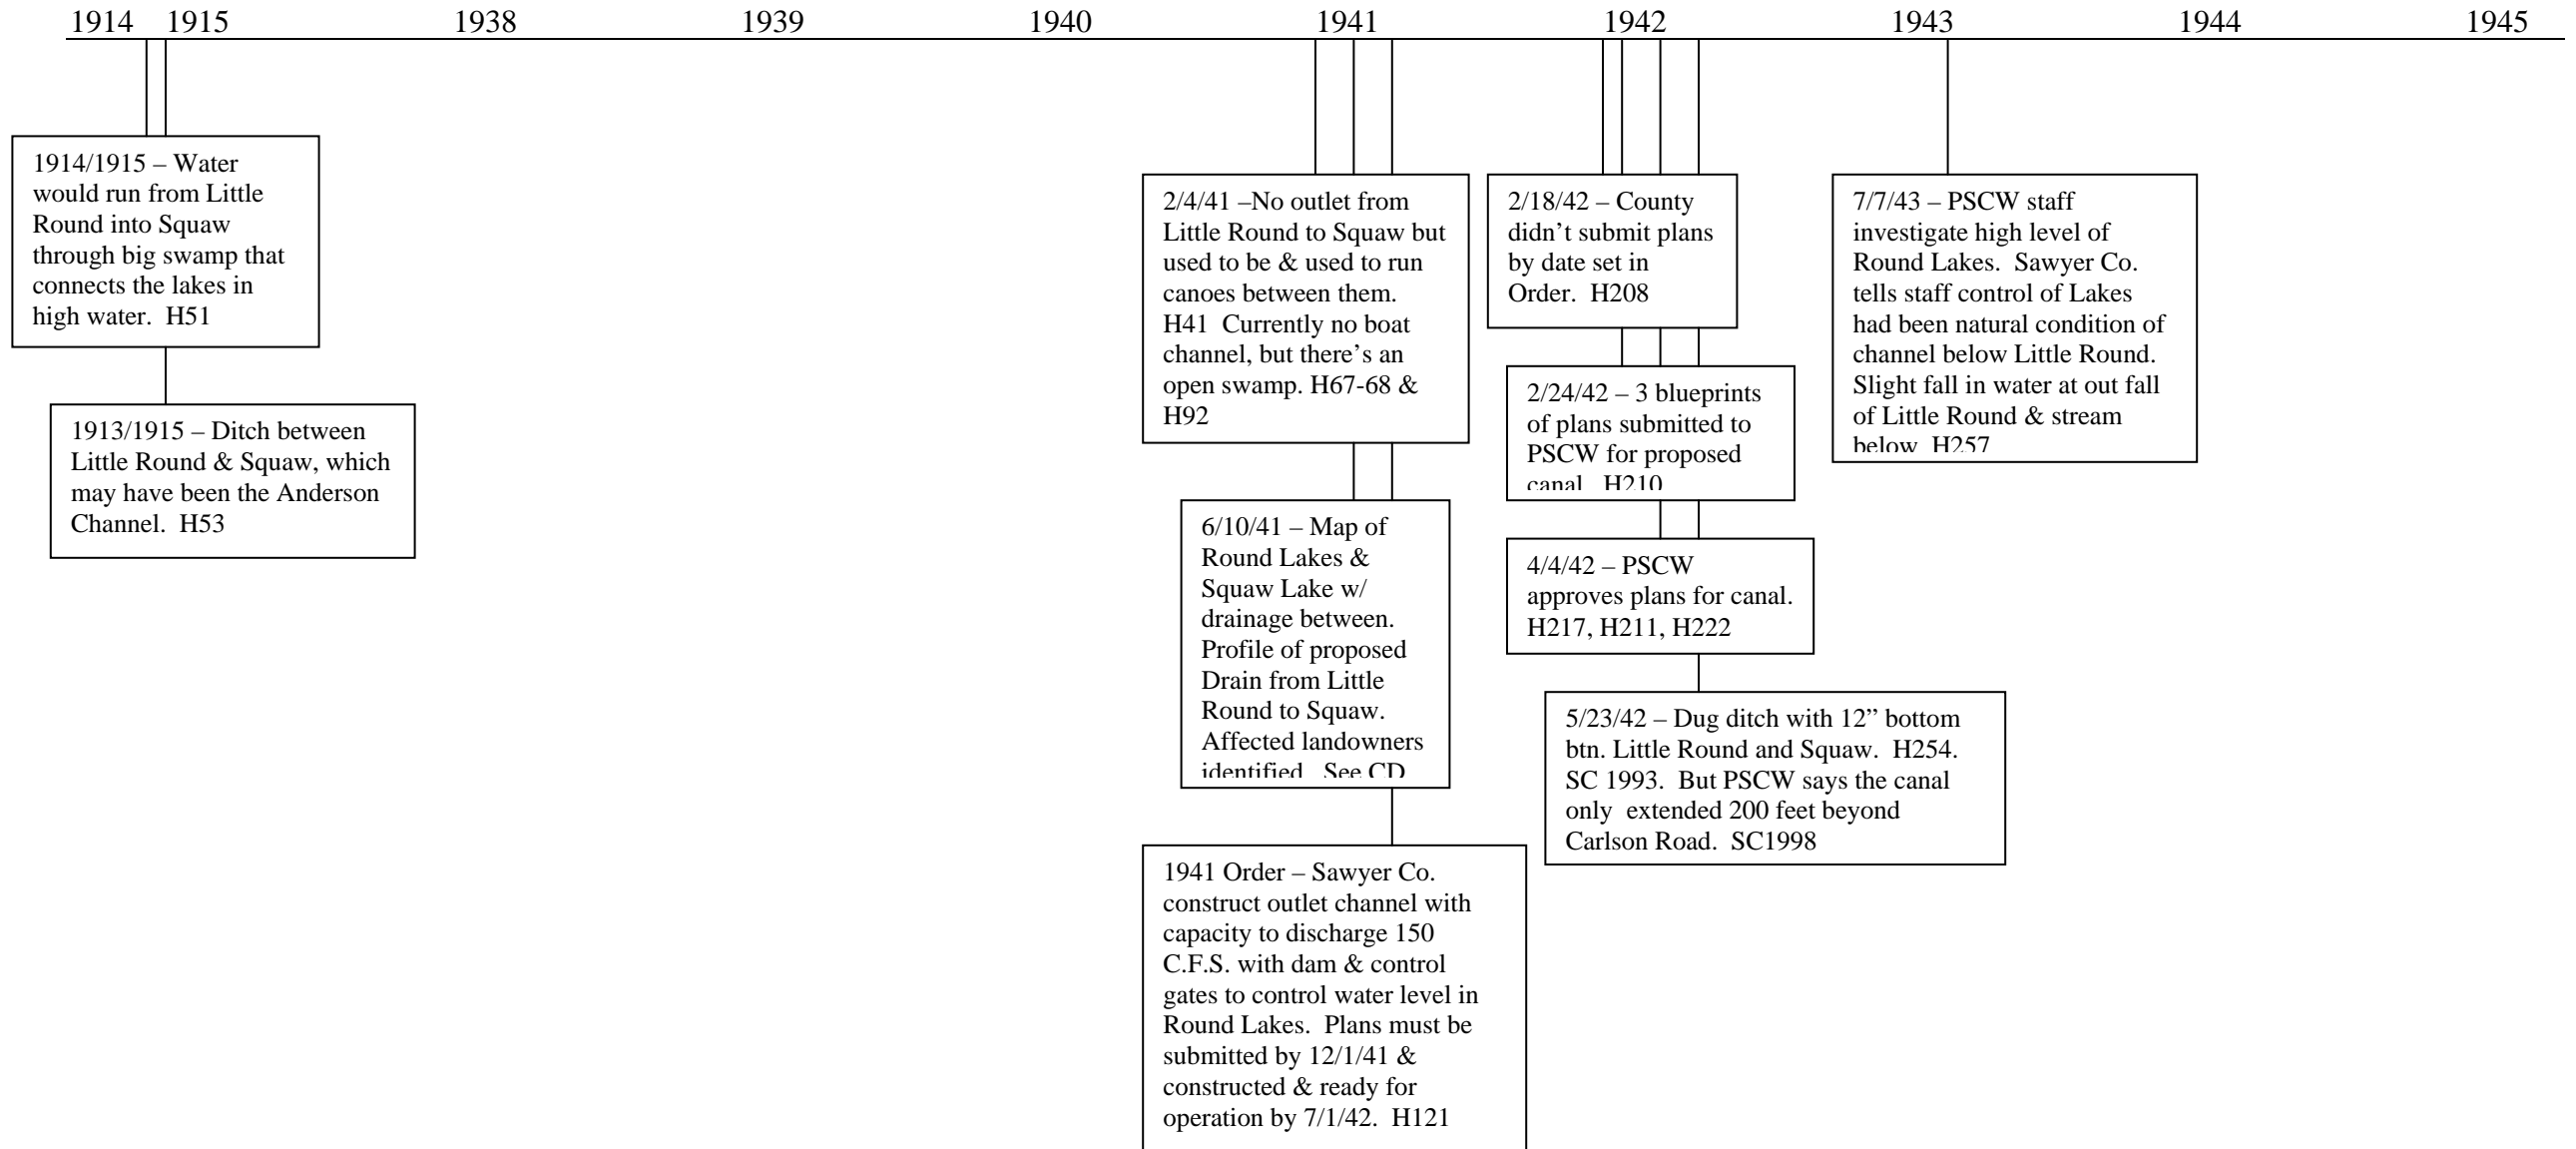 1914 1915 1938 1939 1940 1941 1942 1943 1944 1945
1914/1915 – Water
would run from Little
Round into Squaw
through big swamp that
connects the lakes in
high water.  H51
1913/1915 – Ditch between
Little Round & Squaw, which
may have been the Anderson
Channel.  H53
2/4/41 –No outlet from
Little Round to Squaw but
used to be & used to run
canoes between them.
H41  Currently no boat
channel, but there’s an
open swamp. H67-68 &
H92
6/10/41 – Map of
Round Lakes &
Squaw Lake w/
drainage between.
Profile of proposed
Drain from Little
Round to Squaw.
Affected landowners
identified.  See CD
1941 Order – Sawyer Co.
construct outlet channel with
capacity to discharge 150
C.F.S. with dam & control
gates to control water level in
Round Lakes.  Plans must be
submitted by 12/1/41 &
constructed & ready for
operation by 7/1/42.  H121
2/18/42 – County
didn’t submit plans
by date set in
Order.  H208
2/24/42 – 3 blueprints
of plans submitted to
PSCW for proposed
canal.  H210
4/4/42 – PSCW
approves plans for canal.
H217, H211, H222
5/23/42 – Dug ditch with 12” bottom
btn. Little Round and Squaw.  H254.
SC 1993.  But PSCW says the canal
only  extended 200 feet beyond
Carlson Road.  SC1998
7/7/43 – PSCW staff
investigate high level of
Round Lakes.  Sawyer Co.
tells staff control of Lakes
had been natural condition of
channel below Little Round.
Slight fall in water at out fall
of Little Round & stream
below  H257